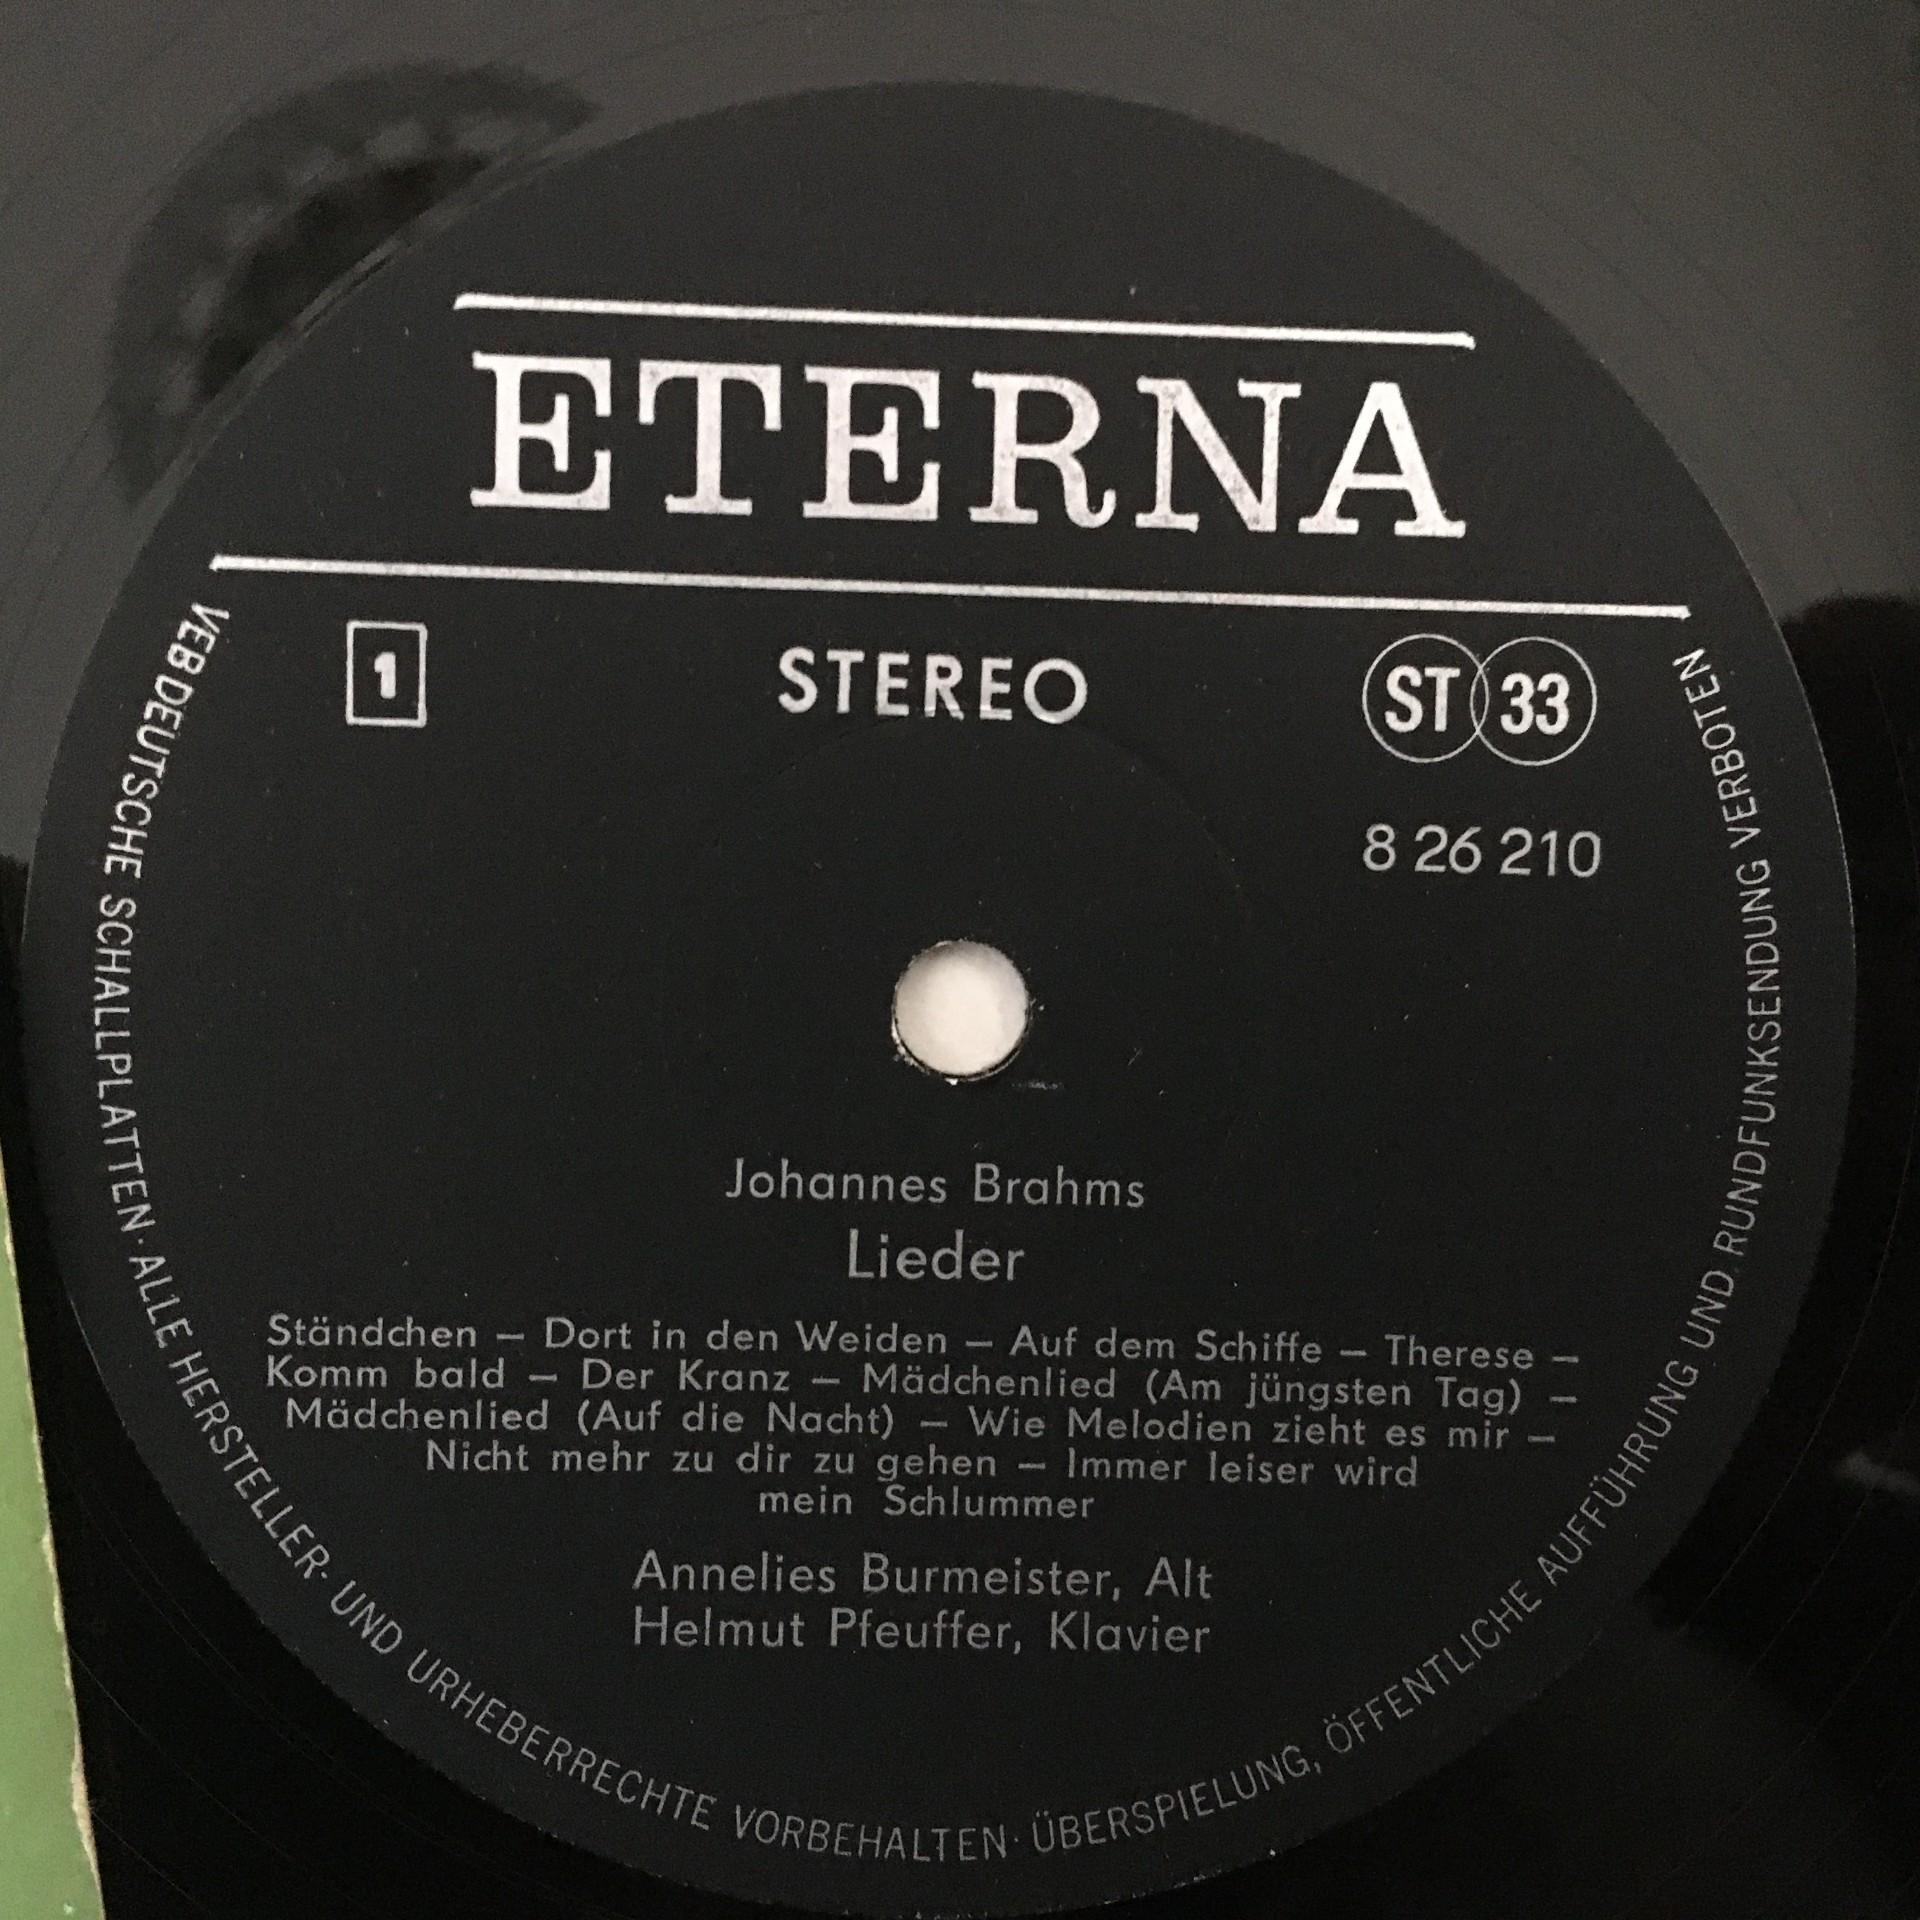 ETERNA
1
STEREO
ST 33
8 26 210
Johannes Brahms
Lieder
Ständchen – Dort in den Weiden – Auf dem Schiffe – Therese –
Komm bald – Der Kranz – Mädchenlied (Am jüngsten Tag) –
Mädchenlied (Auf die Nacht) – Wie Melodien zieht es mir –
Nicht mehr zu dir zu gehen – Immer leiser wird
mein Schlummer
Annelies Burmeister, Alt
Helmut Pfeuffer, Klavier
VEB DEUTSCHE SCHALLPLATTEN · ALLE HERSTELLER- UND URHEBERRECHTE VORBEHALTEN · ÜBERSPIELUNG, ÖFFENTLICHE AUFFÜHRUNG UND RUNDFUNKSENDUNG VERBOTEN